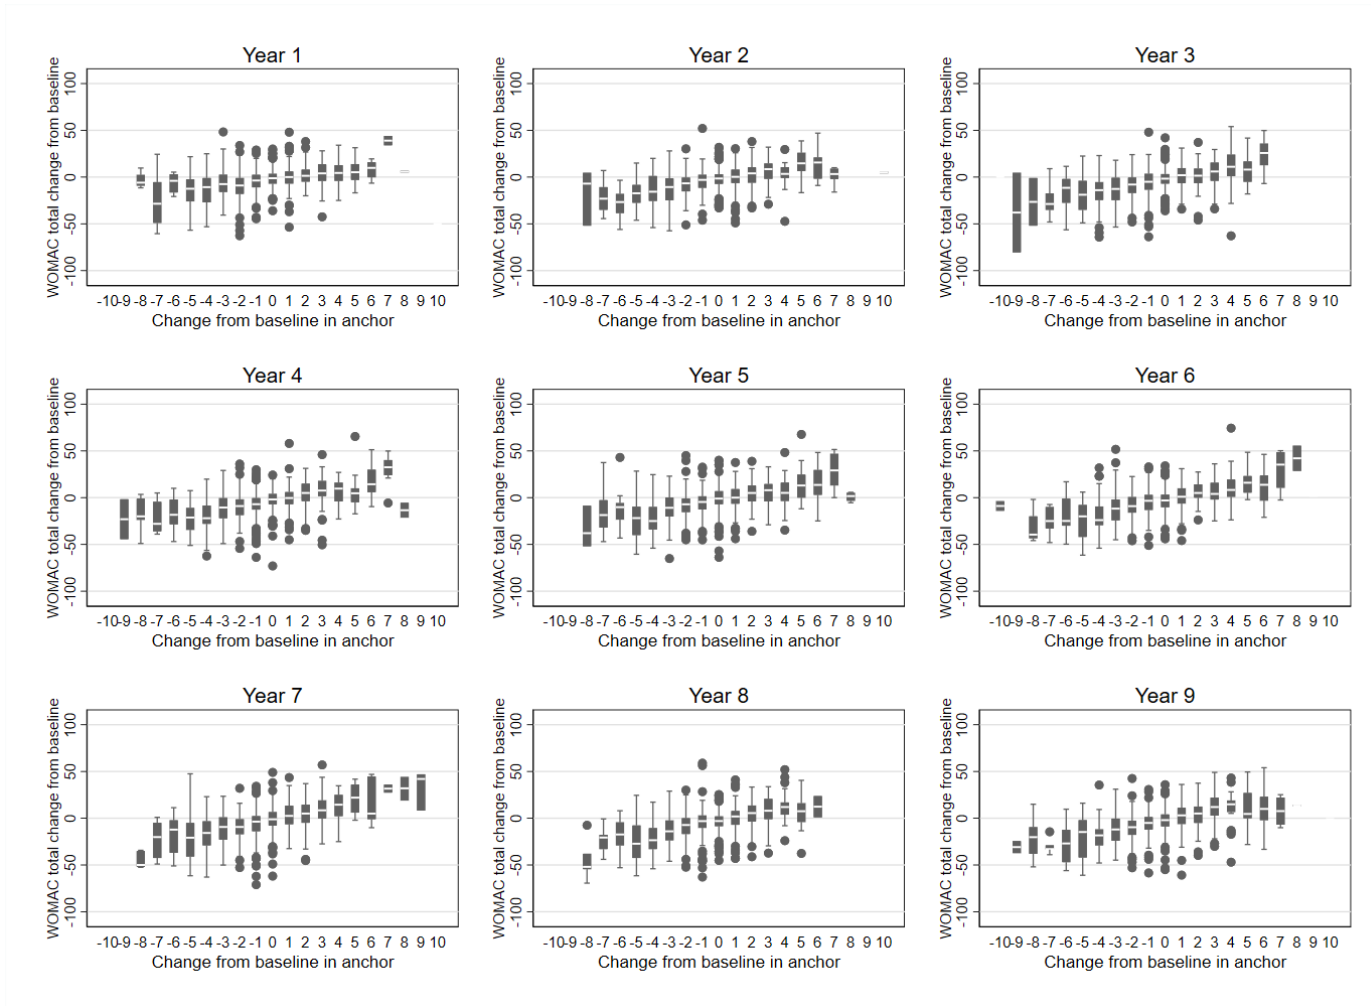 Year 1
WOMAC total change from baseline
100
50
0
-50
-100
-10-9 -8 -7 -6 -5 -4 -3 -2 -1 0 1 2 3 4 5 6 7 8 9 10
Change from baseline in anchor
Year 2
WOMAC total change from baseline
100
50
0
-50
-100
-10-9 -8 -7 -6 -5 -4 -3 -2 -1 0 1 2 3 4 5 6 7 8 9 10
Change from baseline in anchor
Year 3
WOMAC total change from baseline
100
50
0
-50
-100
-10-9 -8 -7 -6 -5 -4 -3 -2 -1 0 1 2 3 4 5 6 7 8 9 10
Change from baseline in anchor
Year 4
WOMAC total change from baseline
100
50
0
-50
-100
-10-9 -8 -7 -6 -5 -4 -3 -2 -1 0 1 2 3 4 5 6 7 8 9 10
Change from baseline in anchor
Year 5
WOMAC total change from baseline
100
50
0
-50
-100
-10-9 -8 -7 -6 -5 -4 -3 -2 -1 0 1 2 3 4 5 6 7 8 9 10
Change from baseline in anchor
Year 6
WOMAC total change from baseline
100
50
0
-50
-100
-10-9 -8 -7 -6 -5 -4 -3 -2 -1 0 1 2 3 4 5 6 7 8 9 10
Change from baseline in anchor
Year 7
WOMAC total change from baseline
100
50
0
-50
-100
-10-9 -8 -7 -6 -5 -4 -3 -2 -1 0 1 2 3 4 5 6 7 8 9 10
Change from baseline in anchor
Year 8
WOMAC total change from baseline
100
50
0
-50
-100
-10-9 -8 -7 -6 -5 -4 -3 -2 -1 0 1 2 3 4 5 6 7 8 9 10
Change from baseline in anchor
Year 9
WOMAC total change from baseline
100
50
0
-50
-100
-10-9 -8 -7 -6 -5 -4 -3 -2 -1 0 1 2 3 4 5 6 7 8 9 10
Change from baseline in anchor